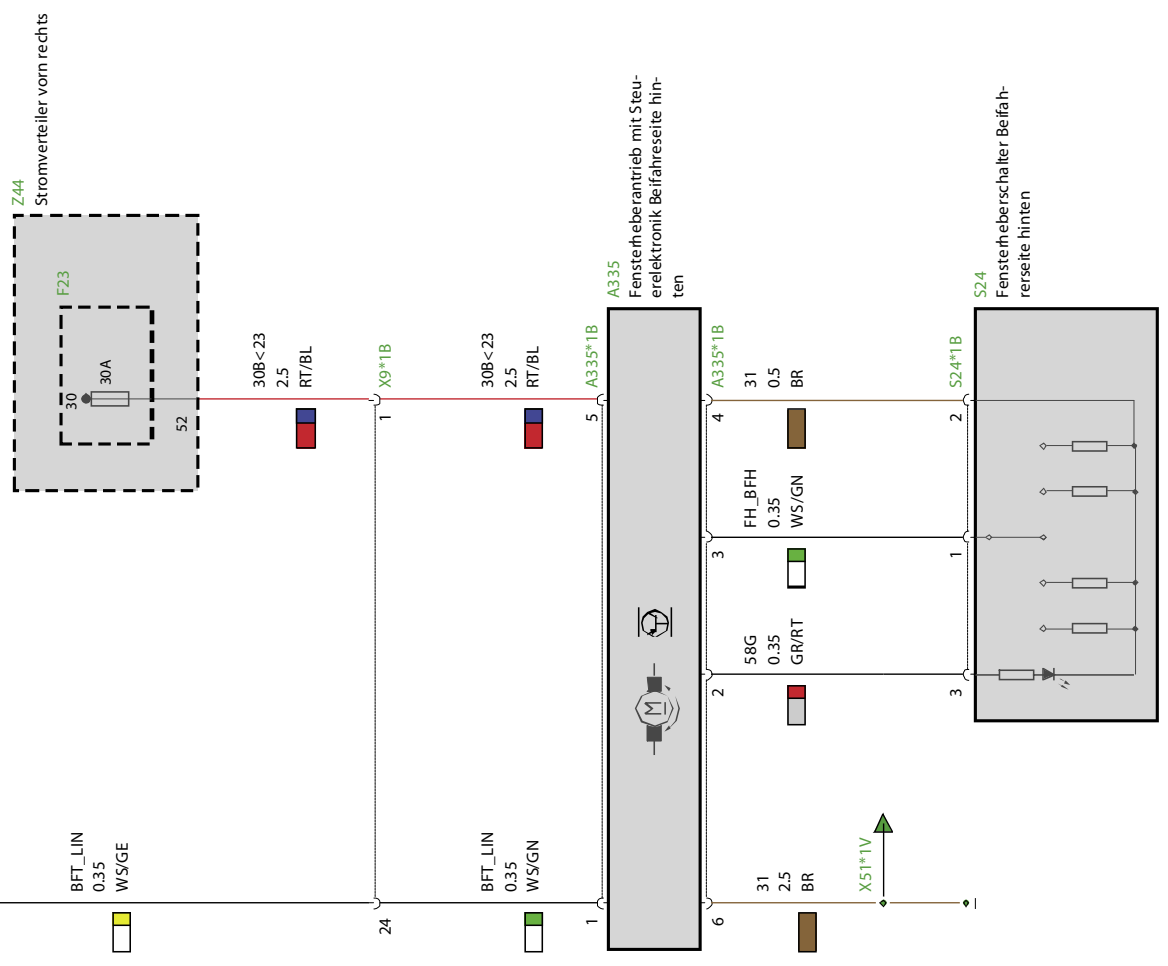 Z44
Stromverteiler vorn rechts
F23
30
30A
52
30B<23
2.5
RT/BL
X9*1B
1
30B<23
2.5
RT/BL
A335*1B
5
BFT_LIN
0.35
WS/GE
24
BFT_LIN
0.35
WS/GN
1
A335
Fensterheberantrieb mit Steu-
erelektronik Beifahreseite hin-
ten
M
A335*1B
4
31
0.5
BR
3
FH_BFH
0.35
WS/GN
2
58G
0.35
GR/RT
6
31
2.5
BR
X51*1V
S24*1B
2
1
3
S24
Fensterheberschalter Beifah-
rerseite hinten